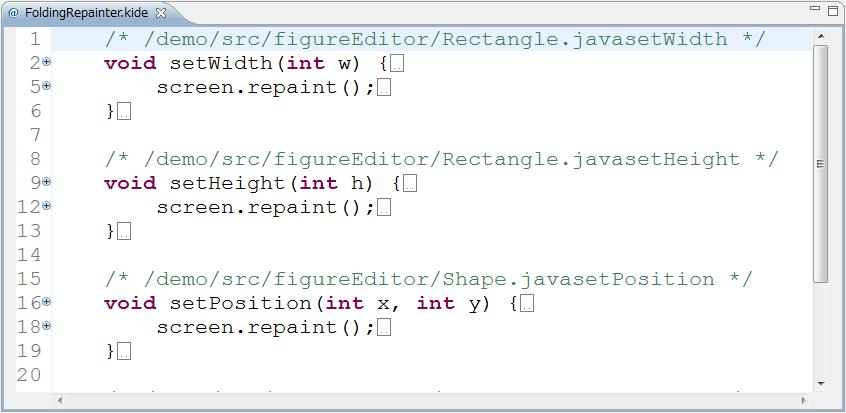 @ FoldingRepainter.kide
1 /* /demo/src/figureEditor/Rectangle.javasetWidth */
2 void setWidth(int w) {..
5 screen.repaint();..
6 }..
7
8 /* /demo/src/figureEditor/Rectangle.javasetHeight */
9 void setHeight(int h) {..
12 screen.repaint();..
13 }..
14
15 /* /demo/src/figureEditor/Shape.javasetPosition */
16 void setPosition(int x, int y) {..
18 screen.repaint();..
19 }..
20